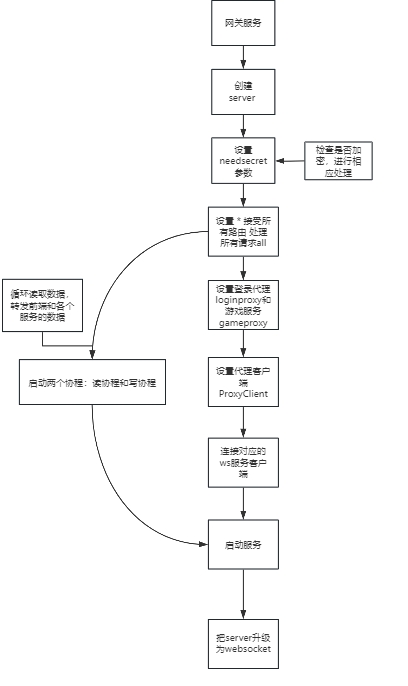 网关服务
创建
server
设置
needsecret
参数
检查是否加
密，进行相
应处理
设置 * 接受所
有路由 处理
所有请求all
循环读取数据，
转发前端和各个
服务的数据
设置登录代理
loginproxy和
游戏服务
gameproxy
启动两个协程：读协程和写协程
设置代理客户
端
ProxyClient
连接对应的
ws服务客户
端
启动服务
把server升级
为websocket